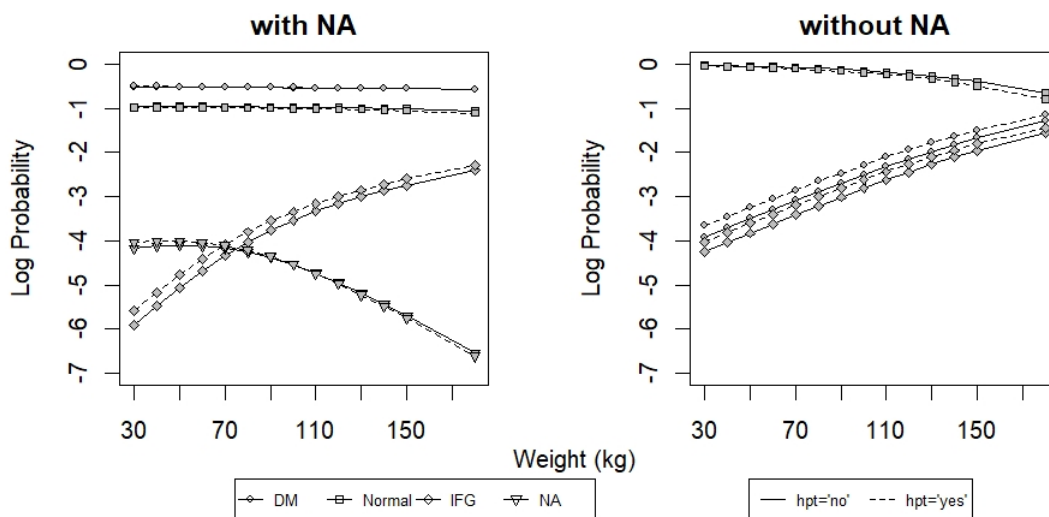 with NA
without NA
Log Probability
0
-1
-2
-3
-4
-5
-6
-7
30 70 110 150
Log Probability
0
-1
-2
-3
-4
-5
-6
-7
30 70 110 150
Weight (kg)
DM Normal IFG NA
hpt='no' hpt='yes'